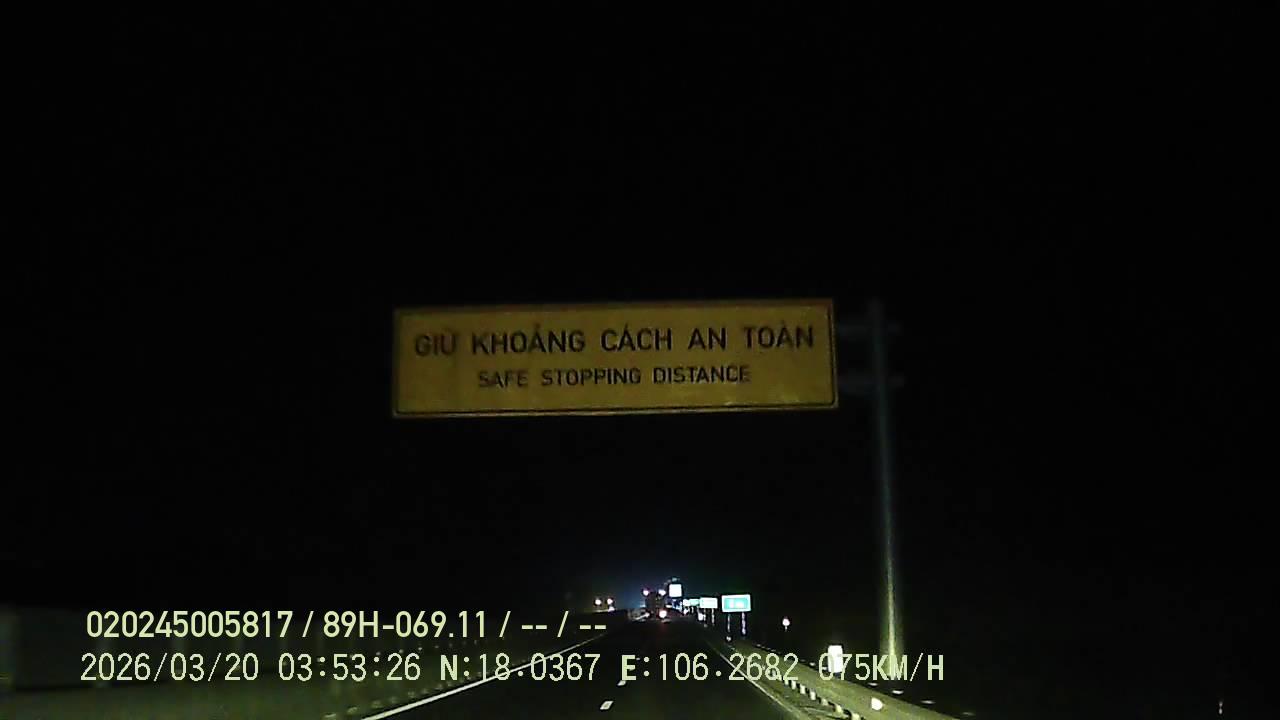 GIỮ KHOẢNG CÁCH AN TOÀN
SAFE STOPPING DISTANCE
020245005817 / 89H-069.11 / -- / --
2026/03/20 03:53:26 N:18.0367 E:106.2682 075KM/H